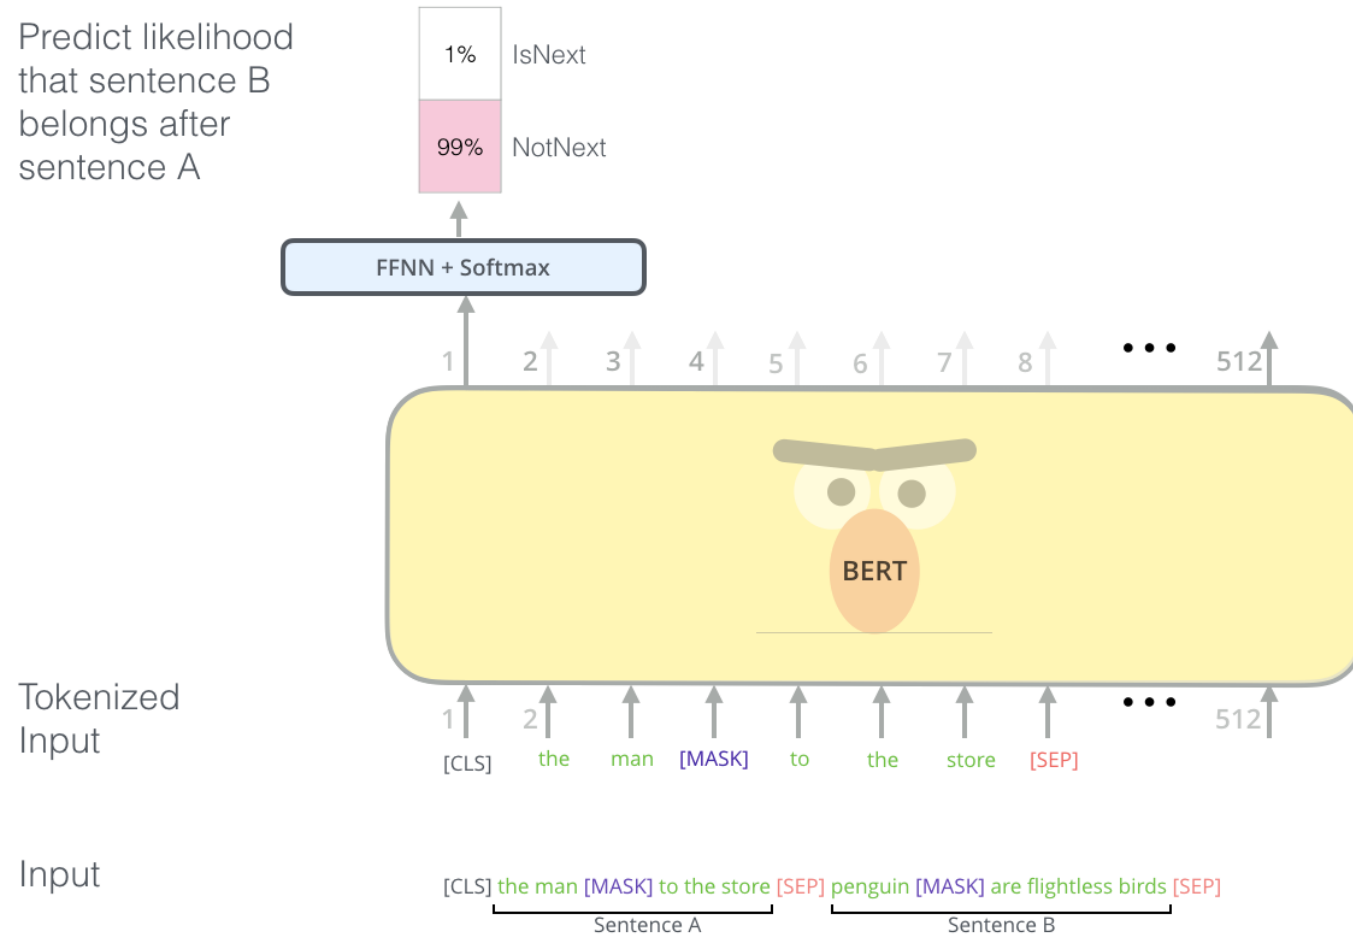 Predict likelihood
that sentence B
belongs after
sentence A
1% IsNext
99% NotNext
FFNN + Softmax
1 2 3 4 5 6 7 8 ••• 512
BERT
Tokenized
Input
1 2 ••• 512
[CLS] the man [MASK] to the store [SEP]
Input
[CLS] the man [MASK] to the store [SEP] penguin [MASK] are flightless birds [SEP]
Sentence A Sentence B